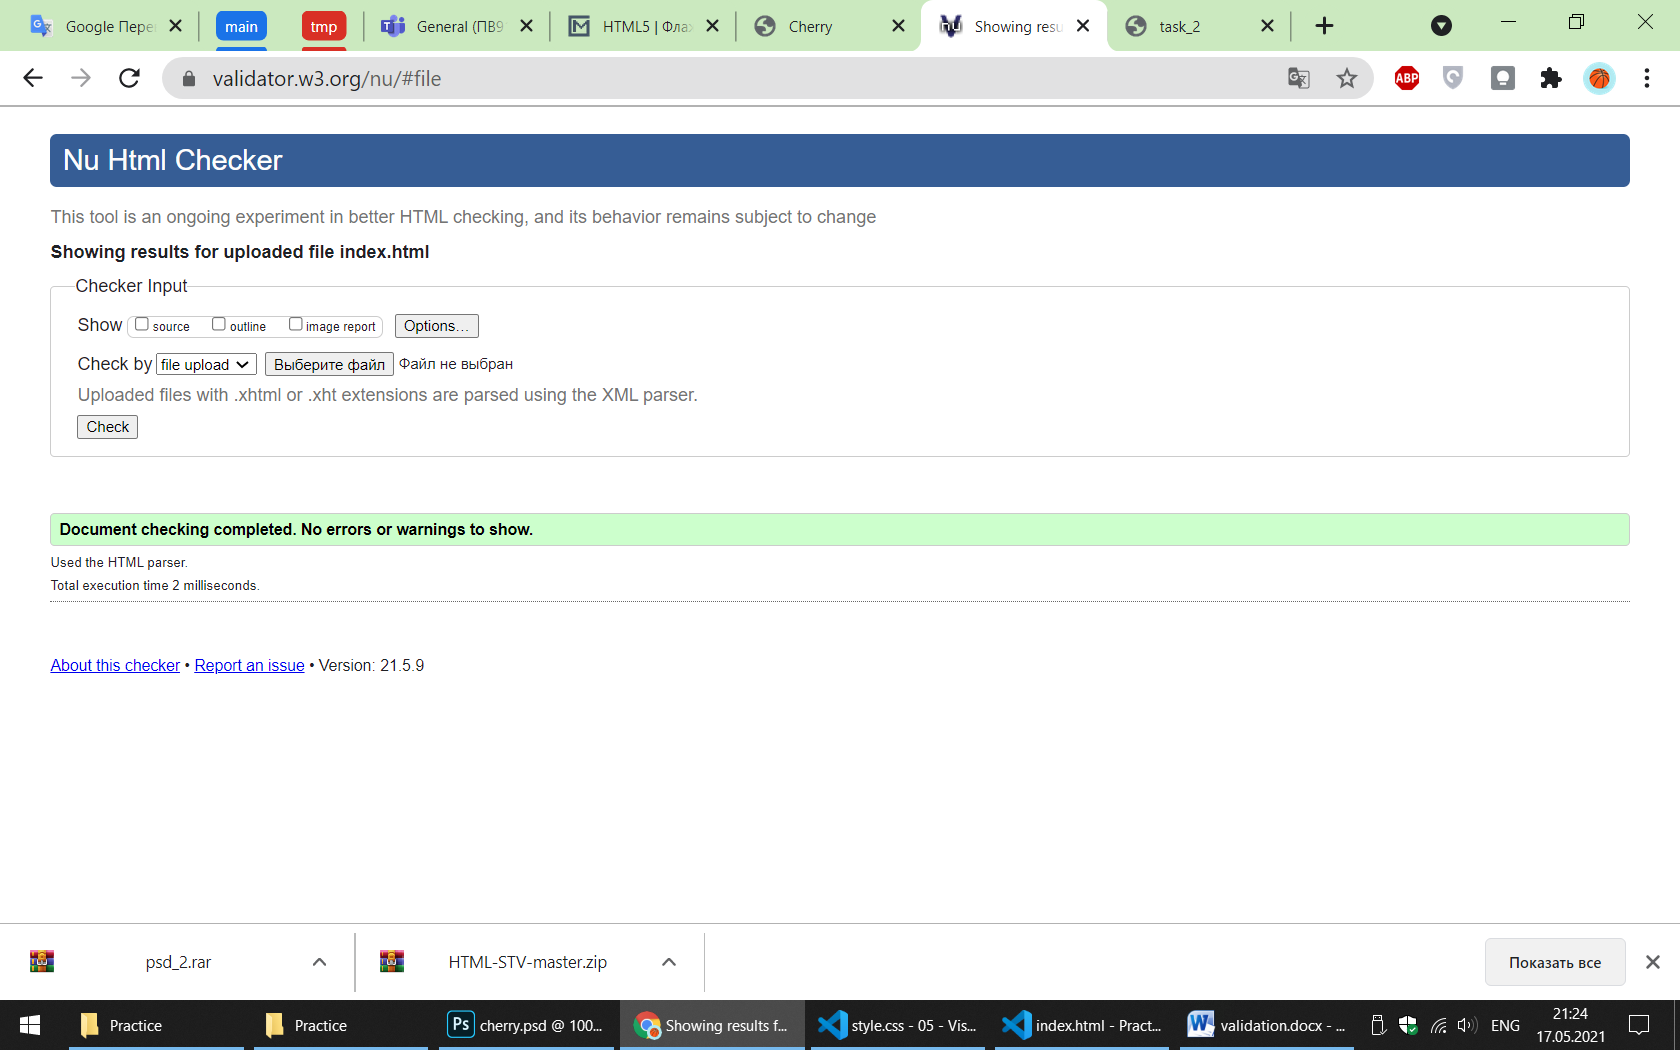 Google Пере
main
tmp
General (ПВ9
HTML5 | Фла
Cherry
Showing resu
task_2
validator.w3.org/nu/#file
ABP
Nu Html Checker
This tool is an ongoing experiment in better HTML checking, and its behavior remains subject to change
Showing results for uploaded file index.html
Checker Input
Show source outline image report Options...
Check by file upload Выберите файл Файл не выбран
Uploaded files with .xhtml or .xht extensions are parsed using the XML parser.
Check
Document checking completed. No errors or warnings to show.
Used the HTML parser.
Total execution time 2 milliseconds.
About this checker • Report an issue • Version: 21.5.9
psd_2.rar
HTML-STV-master.zip
Показать все
Practice
Practice
Ps cherry.psd @ 100...
Showing results f...
style.css - 05 - Vis...
index.html - Pract...
validation.docx - ...
ENG
21:24
17.05.2021